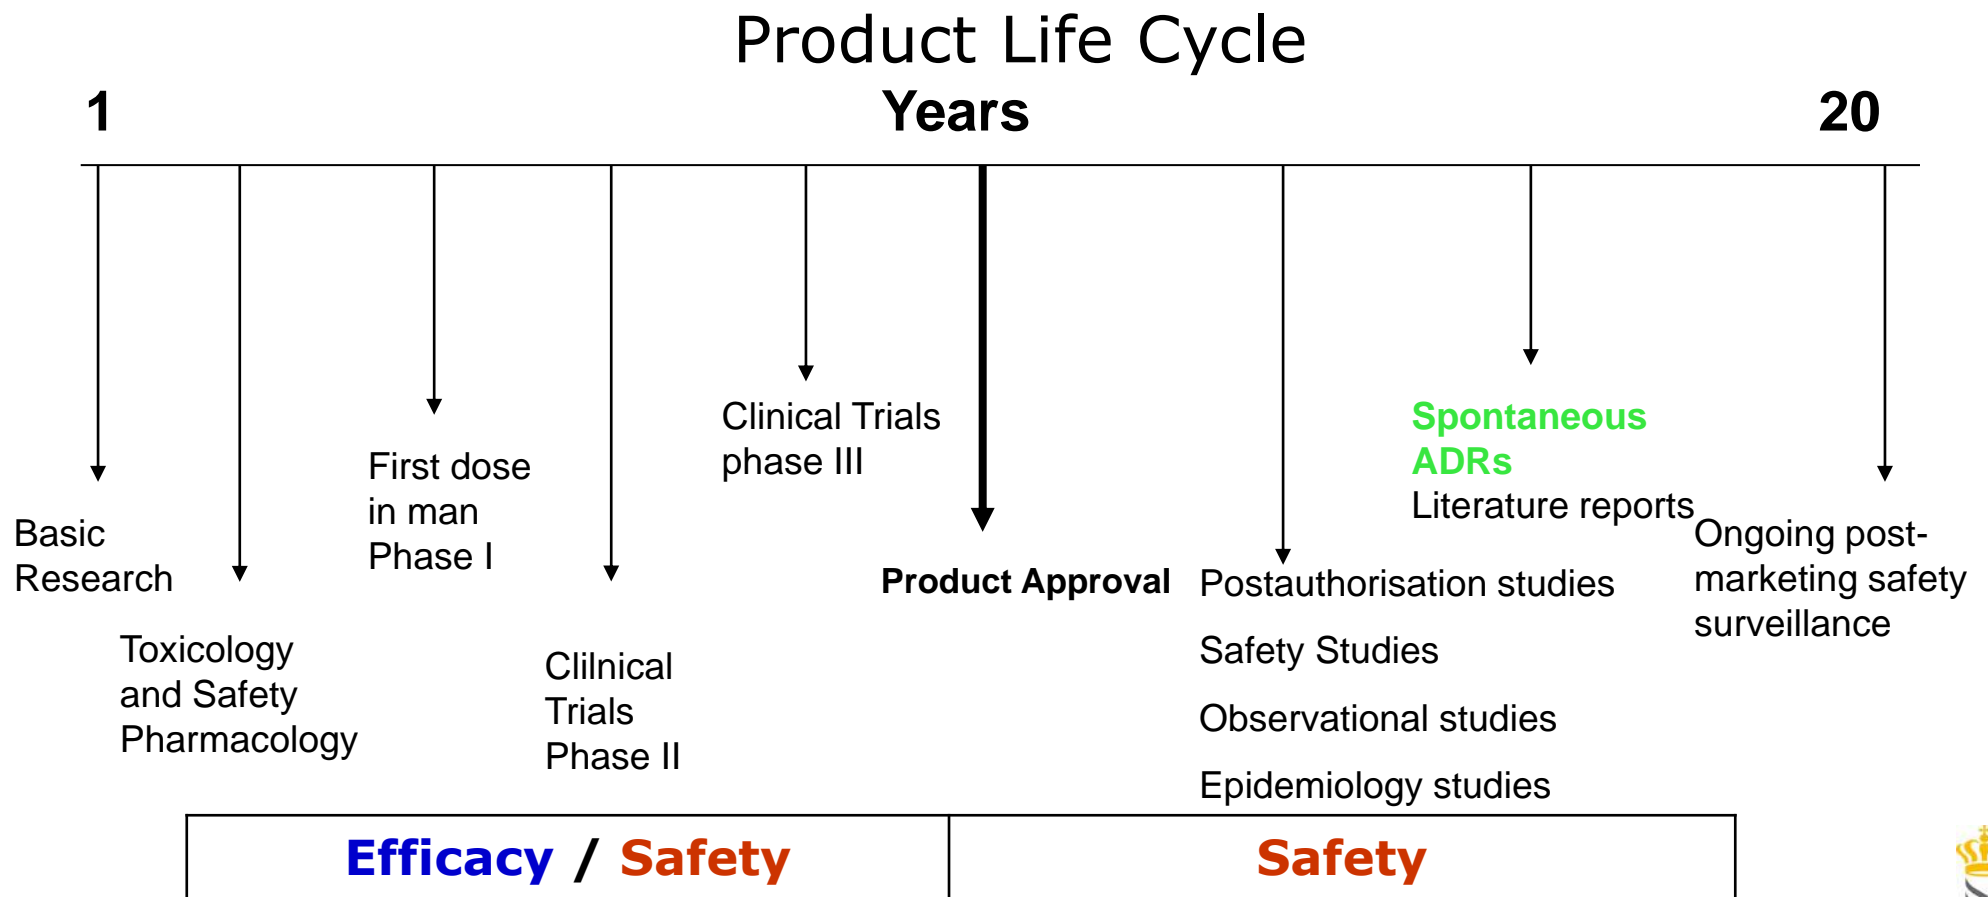 Product Life Cycle
1 Years 20
Basic
Research
Toxicology
and Safety
Pharmacology
First dose
in man
Phase I
Clilnical
Trials
Phase II
Clinical Trials
phase III
Product Approval
Postauthorisation studies
Safety Studies
Observational studies
Epidemiology studies
Spontaneous
ADRs
Literature reports
Ongoing post-
marketing safety
surveillance
Efficacy / Safety
Safety